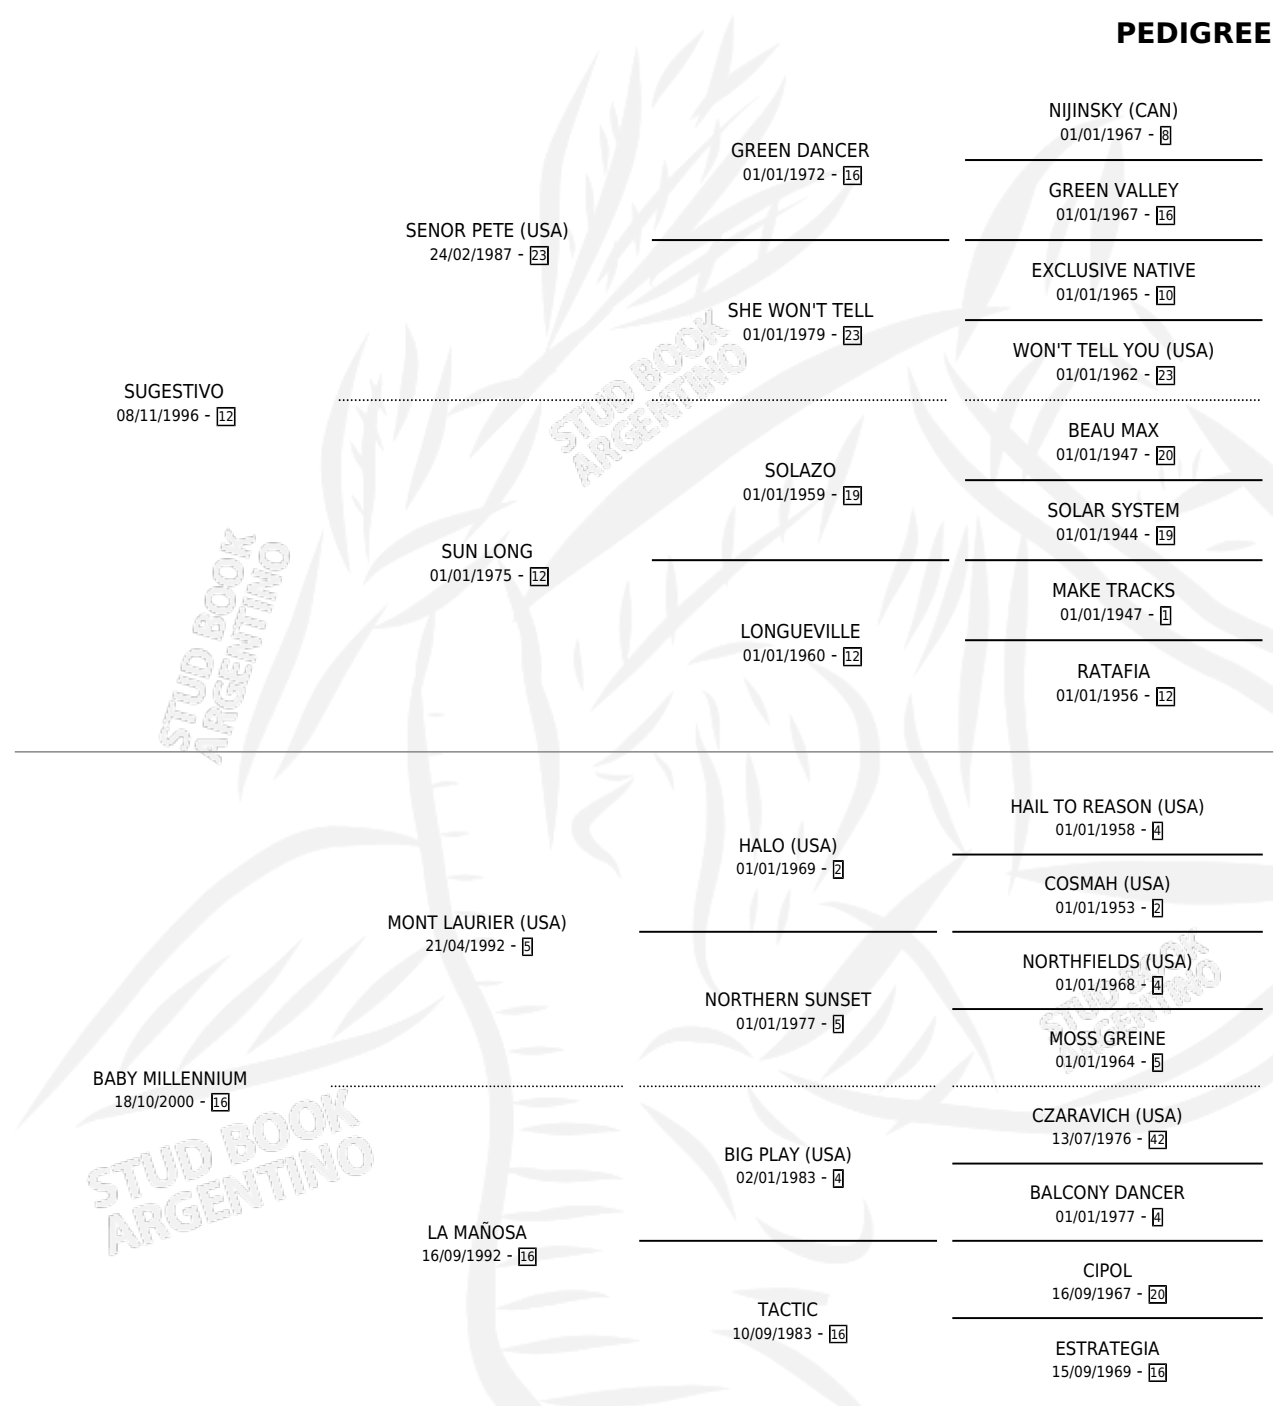 PEDIGREE
NIJINSKY (CAN)
01/01/1967 - 8
GREEN DANCER
01/01/1972 - 16
GREEN VALLEY
01/01/1967 - 16
SENOR PETE (USA)
24/02/1987 - 23
EXCLUSIVE NATIVE
01/01/1965 - 10
SHE WON'T TELL
01/01/1979 - 23
WON'T TELL YOU (USA)
01/01/1962 - 23
SUGESTIVO
08/11/1996 - 12
STUD BOOK
ARGENTINO
BEAU MAX
01/01/1947 - 20
SOLAZO
01/01/1959 - 19
SOLAR SYSTEM
01/01/1944 - 19
SUN LONG
01/01/1975 - 12
MAKE TRACKS
01/01/1947 - 1
LONGUEVILLE
01/01/1960 - 12
RATAFIA
01/01/1956 - 12
STUD BOOK
ARGENTINO
HAIL TO REASON (USA)
01/01/1958 - 4
HALO (USA)
01/01/1969 - 2
COSMAH (USA)
01/01/1953 - 2
MONT LAURIER (USA)
21/04/1992 - 5
NORTHFIELDS (USA)
01/01/1968 - 4
NORTHERN SUNSET
01/01/1977 - 5
STUD BOOK
ARGENTINO
MOSS GREINE
01/01/1964 - 5
BABY MILLENNIUM
18/10/2000 - 16
STUD BOOK
ARGENTINO
CZARAVICH (USA)
13/07/1976 - 42
BIG PLAY (USA)
02/01/1983 - 4
BALCONY DANCER
01/01/1977 - 4
LA MAÑOSA
16/09/1992 - 16
CIPOL
16/09/1967 - 20
TACTIC
10/09/1983 - 16
ESTRATEGIA
15/09/1969 - 16